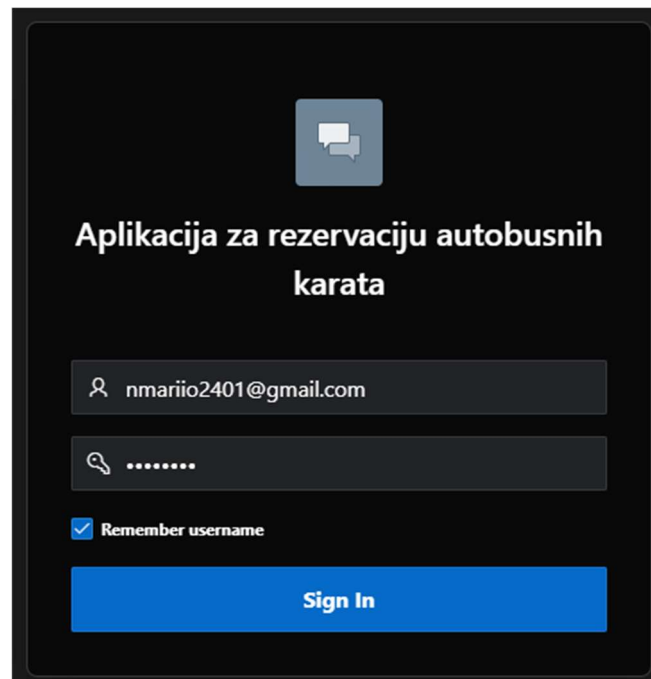 Aplikacija za rezervaciju autobusnih
karata
nmariio2401@gmail.com
••••••••
Remember username
Sign In